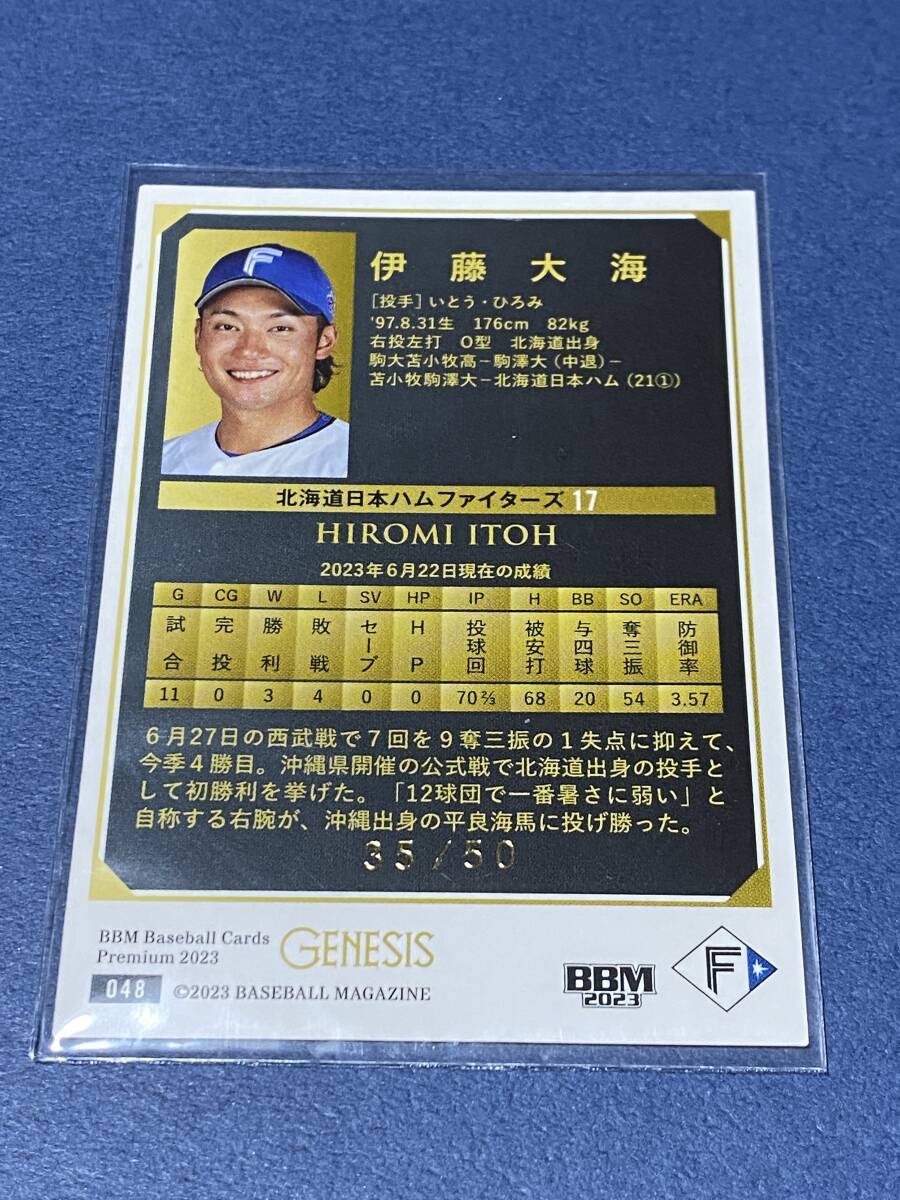 F
伊藤大海
[投手] いとう・ひろみ
'97.8.31生 176cm 82kg
右投左打 O型 北海道出身
駒大苫小牧高−駒澤大（中退）−
苫小牧駒澤大−北海道日本ハム（21①）
北海道日本ハムファイターズ 17
HIROMI ITOH
2023年6月22日現在の成績
G CG W L SV HP IP H BB SO ERA
試合 完投 勝利 敗戦 セーブ HP 投球回 被安打 与四球 奪三振 防御率
11 0 3 4 0 0 70⅔ 68 20 54 3.57
6月27日の西武戦で7回を9奪三振の1失点に抑えて、
今季4勝目。沖縄県開催の公式戦で北海道出身の投手と
して初勝利を挙げた。「12球団で一番暑さに弱い」と
自称する右腕が、沖縄出身の平良海馬に投げ勝った。
35/50
BBM Baseball Cards
Premium 2023
GENESIS
048
©2023 BASEBALL MAGAZINE
BBM
2023
F